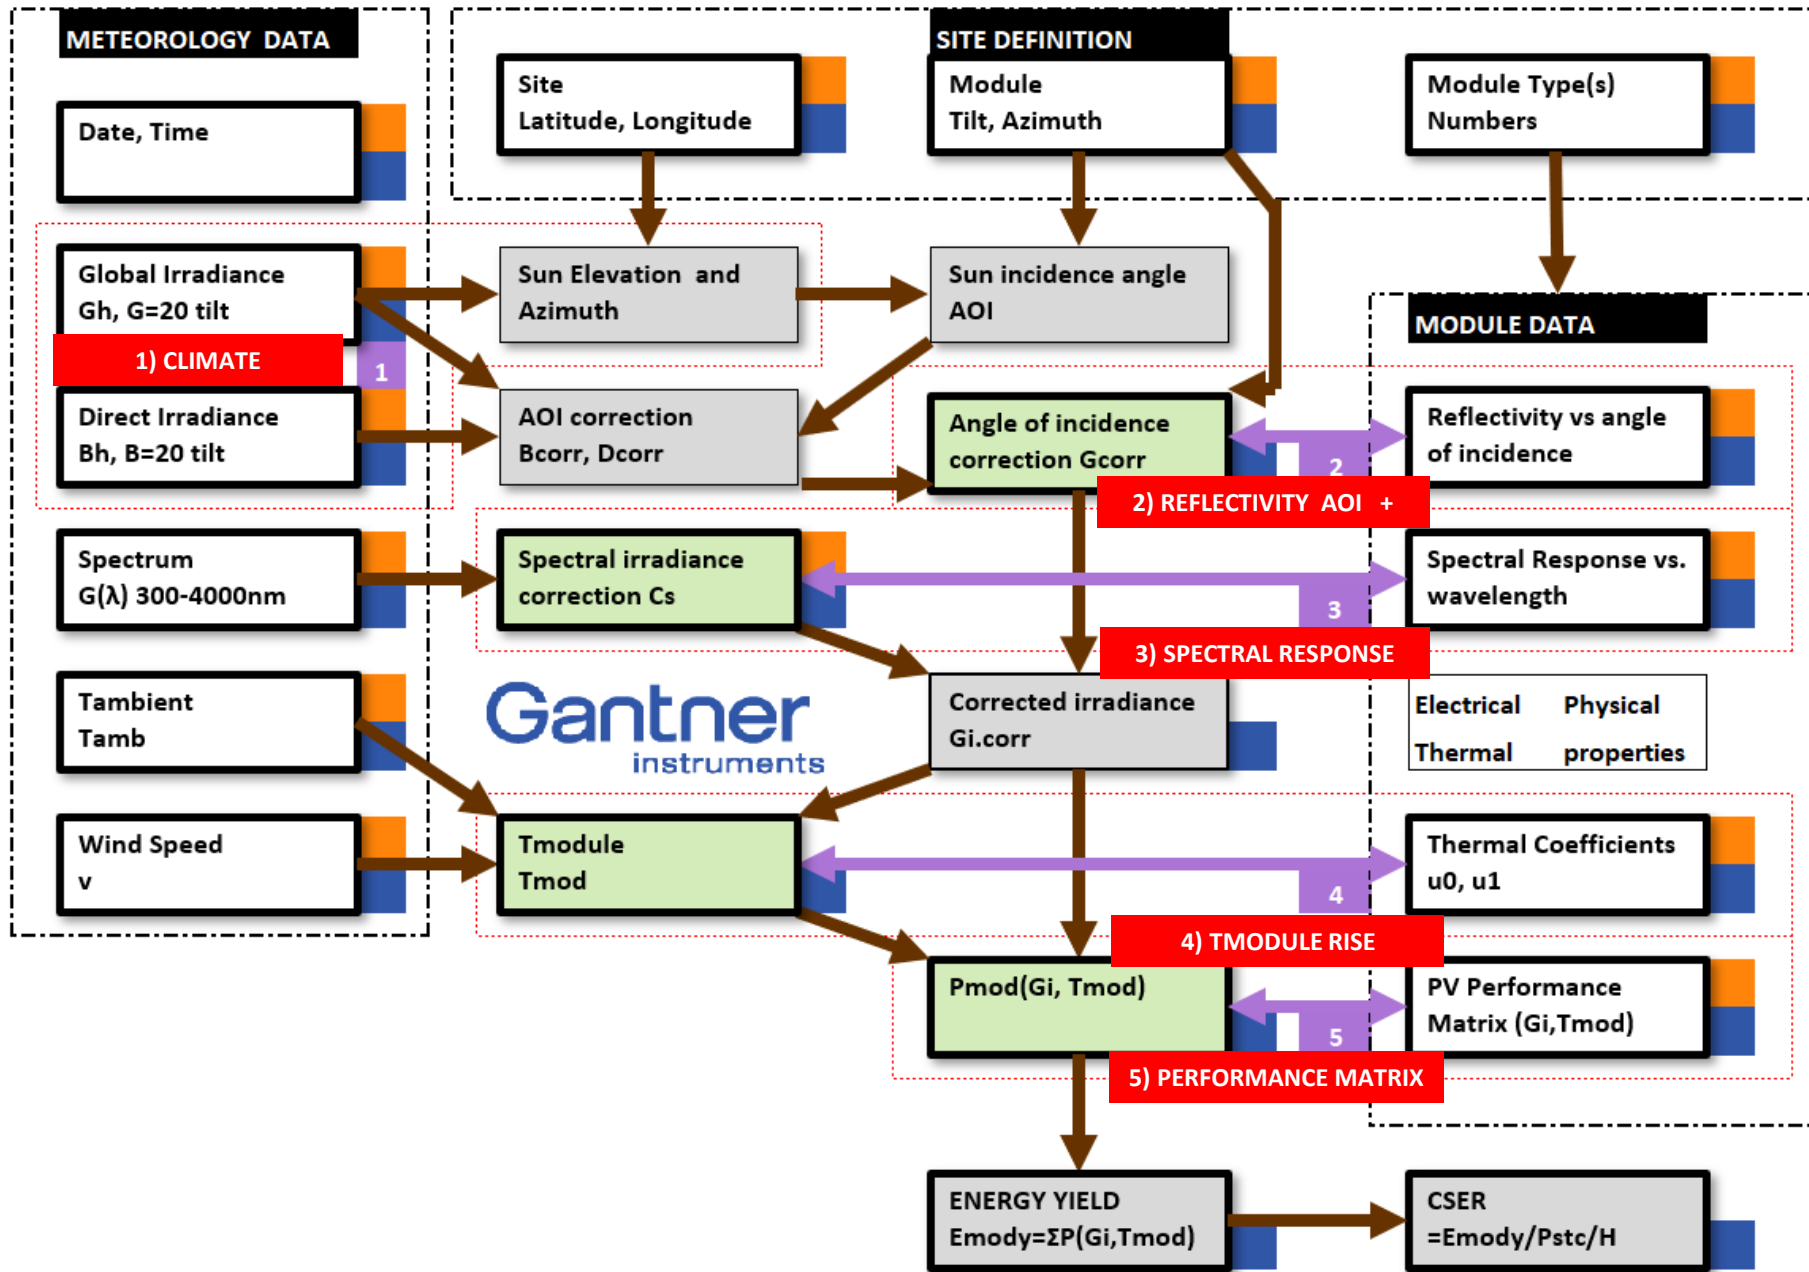 METEOROLOGY DATA
SITE DEFINITION
Date, Time
Site
Latitude, Longitude
Module
Tilt, Azimuth
Module Type(s)
Numbers
Global Irradiance
Gh, G=20 tilt
Sun Elevation and
Azimuth
Sun incidence angle
AOI
MODULE DATA
1) CLIMATE
1
Direct Irradiance
Bh, B=20 tilt
AOI correction
Bcorr, Dcorr
Angle of incidence
correction Gcorr
2
Reflectivity vs angle
of incidence
2) REFLECTIVITY AOI +
Spectrum
G(λ) 300-4000nm
Spectral irradiance
correction Cs
3
Spectral Response vs.
wavelength
3) SPECTRAL RESPONSE
Tambient
Tamb
Gantner
instruments
Corrected irradiance
Gi.corr
Electrical Physical
Thermal properties
Wind Speed
v
Tmodule
Tmod
4
Thermal Coefficients
u0, u1
4) TMODULE RISE
Pmod(Gi, Tmod)
5
PV Performance
Matrix (Gi,Tmod)
5) PERFORMANCE MATRIX
ENERGY YIELD
Emody=ΣP(Gi,Tmod)
CSER
=Emody/Pstc/H